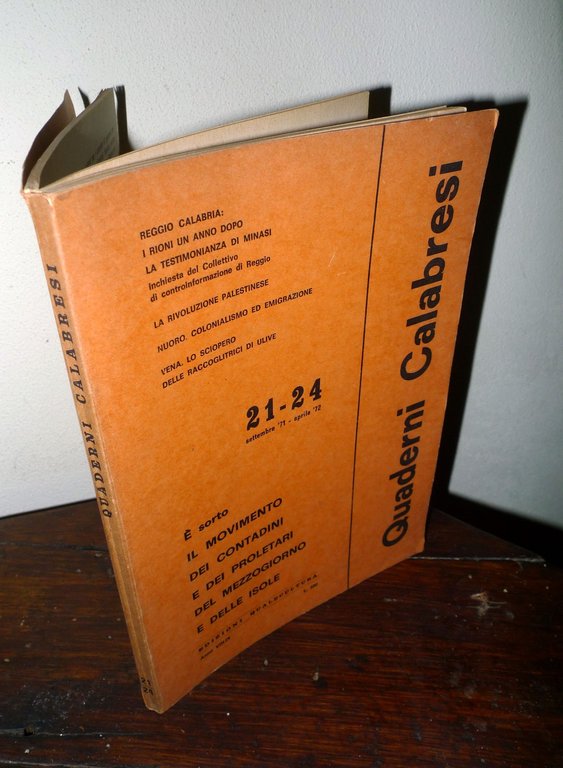 QUADERNI CALABRESI
21
24
REGGIO CALABRIA:
I RIONI UN ANNO DOPO
LA TESTIMONIANZA DI MINASI
Inchiesta del Collettivo
di controinformazione di Reggio
LA RIVOLUZIONE PALESTINESE
NUORO. COLONIALISMO ED EMIGRAZIONE
VENA. LO SCIOPERO
DELLE RACCOGLITRICI DI ULIVE
21-24
settembre '71 - aprile '72
È sorto
IL MOVIMENTO
DEI CONTADINI
E DEI PROLETARI
DEL MEZZOGIORNO
E DELLE ISOLE
EDIZIONI QUALECULTURA
Quaderni Calabresi